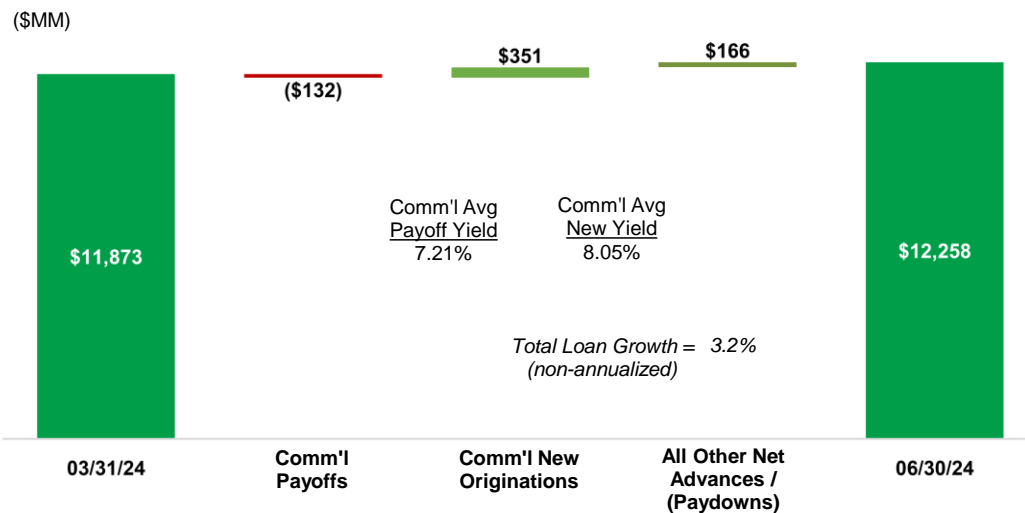 ($MM)
$351
$166
($132)
Comm'l Avg
Payoff Yield
7.21%
Comm'l Avg
New Yield
8.05%
$11,873
$12,258
Total Loan Growth = 3.2%
(non-annualized)
03/31/24
Comm'l
Payoffs
Comm'l New
Originations
All Other Net
Advances /
(Paydowns)
06/30/24